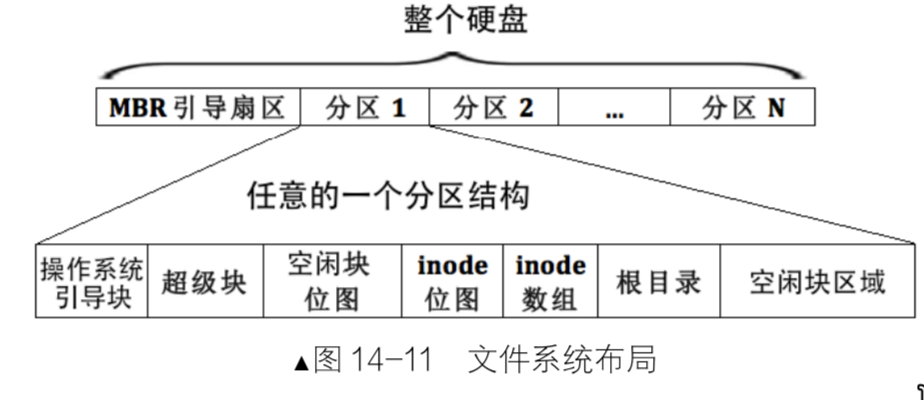 整个硬盘
MBR 引导扇区 分区 1 分区 2 ... 分区 N
任意的一个分区结构
操作系统
引导块
超级块
空闲块
位图
inode
位图
inode
数组
根目录
空闲块区域
▲图 14–11 文件系统布局